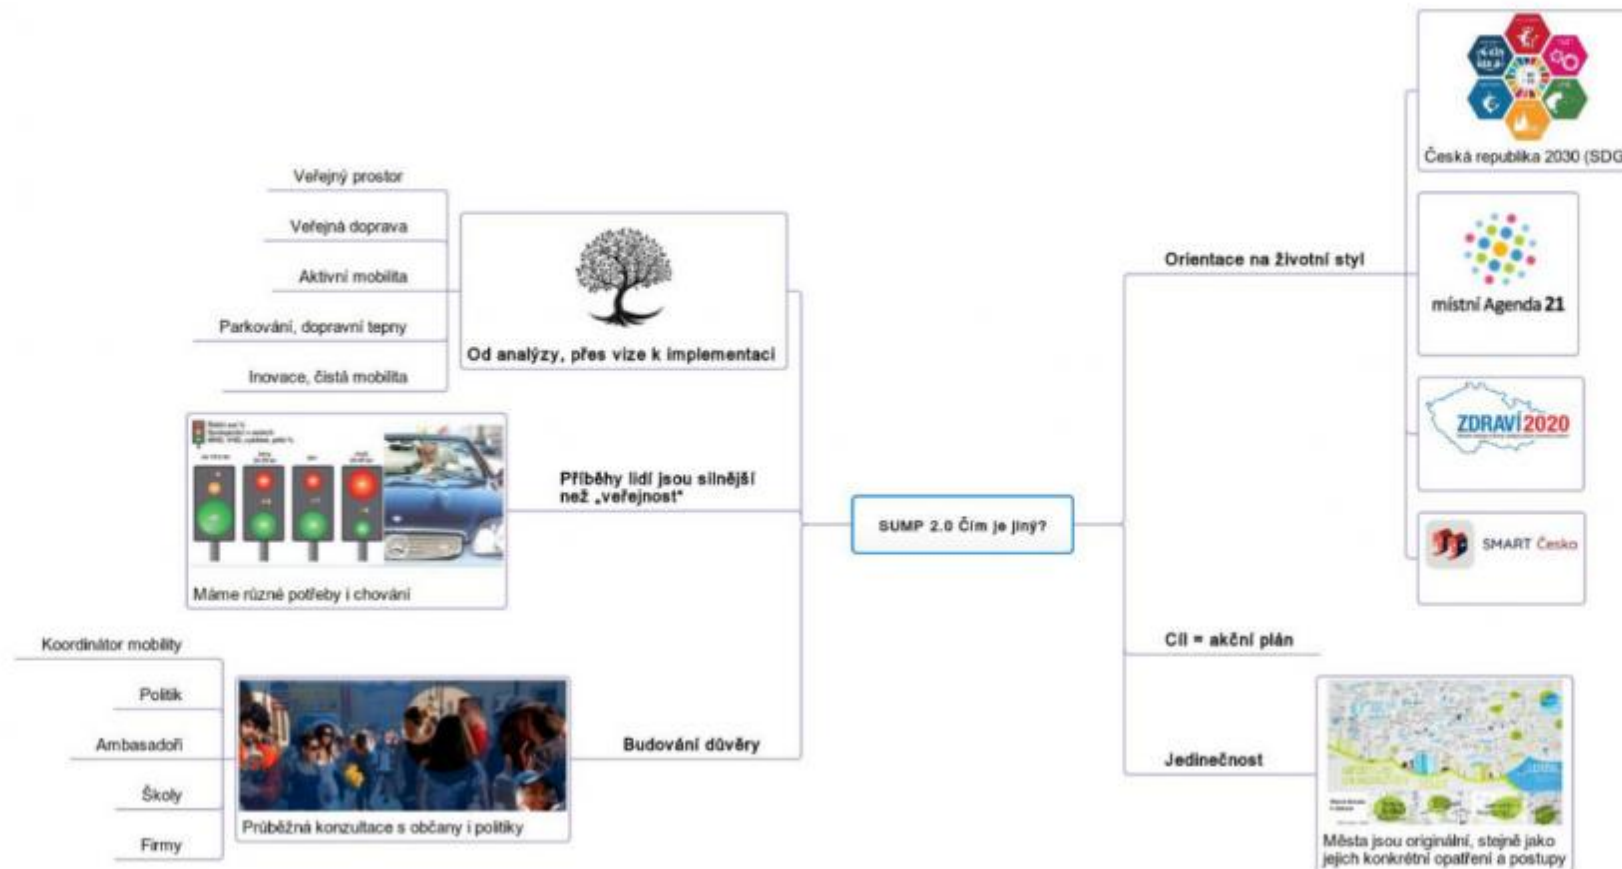 Veřejný prostor
Veřejná doprava
Aktivní mobilita
Parkování, dopravní tepny
Inovace, čistá mobilita
Od analýzy, přes vize k implementaci
Příběhy lidí jsou silnější
než „veřejnost“
Máme různé potřeby i chování
Koordinátor mobility
Politik
Ambasadoři
Školy
Firmy
Průběžná konzultace s občany i politiky
Budování důvěry
SUMP 2.0 Čím je jiný?
Orientace na životní styl
Česká republika 2030 (SDG
místní Agenda 21
ZDRAVÍ 2020
SMART Česko
Cíl = akční plán
Jedinečnost
Města jsou originální, stejně jako
jejich konkrétní opatření a postupy